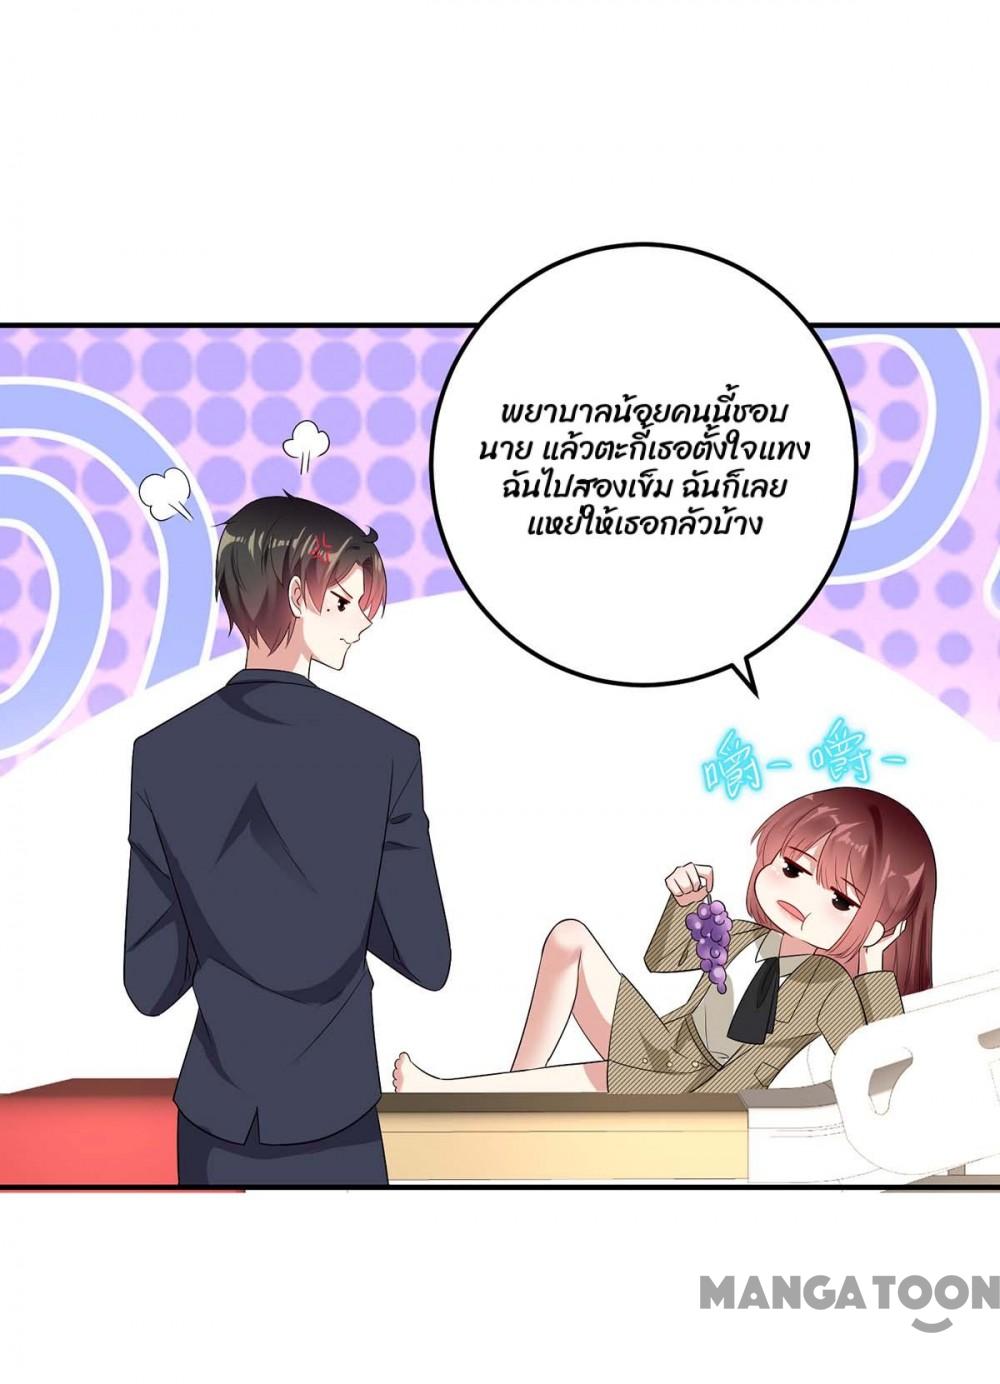 พยาบาลน้อยคนนี้ชอบ
นาย แล้วตะกี้เธอตั้งใจแทง
ฉันไปสองเข็ม ฉันก็เลย
แหย่ให้เธอกลัวบ้าง
嚼- 嚼-
MANGATOON